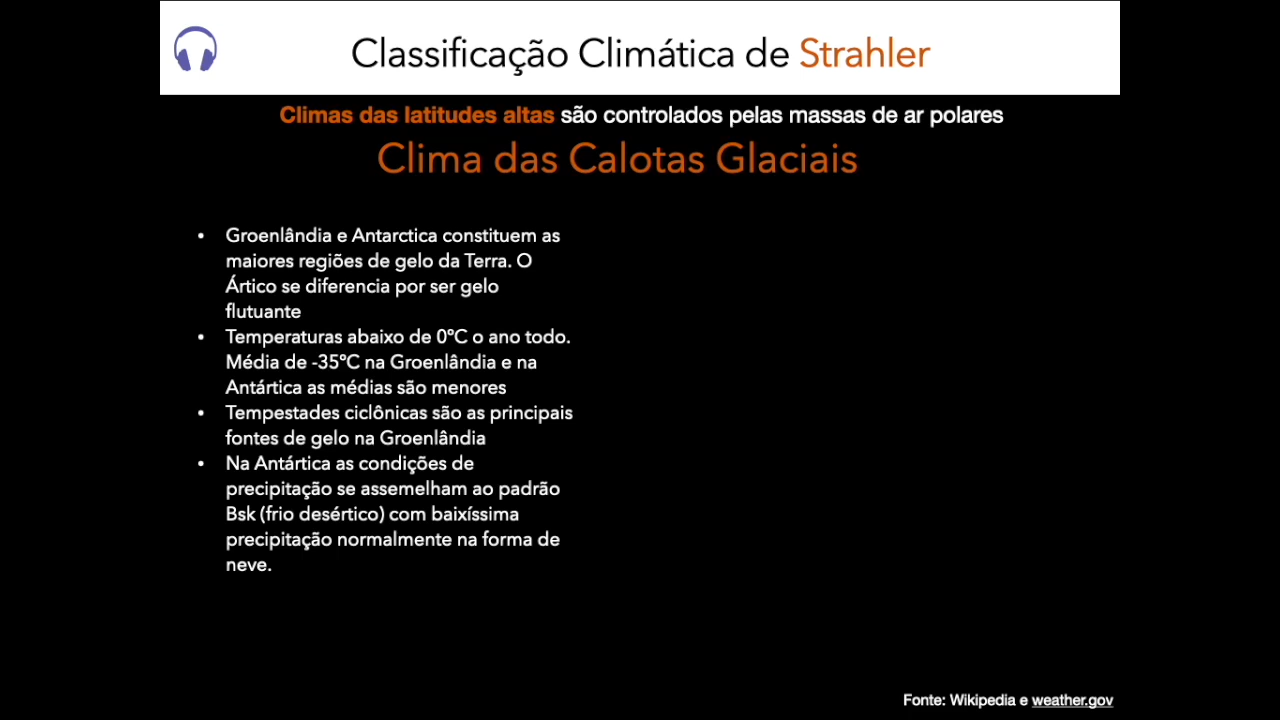 Classificação Climática de Strahler
Climas das latitudes altas são controlados pelas massas de ar polares
Clima das Calotas Glaciais
• Groenlândia e Antarctica constituem as
maiores regiões de gelo da Terra. O
Ártico se diferencia por ser gelo
flutuante
• Temperaturas abaixo de 0ºC o ano todo.
Média de -35ºC na Groenlândia e na
Antártica as médias são menores
• Tempestades ciclônicas são as principais
fontes de gelo na Groenlândia
• Na Antártica as condições de
precipitação se assemelham ao padrão
Bsk (frio desértico) com baixíssima
precipitação normalmente na forma de
neve.
Fonte: Wikipedia e weather.gov